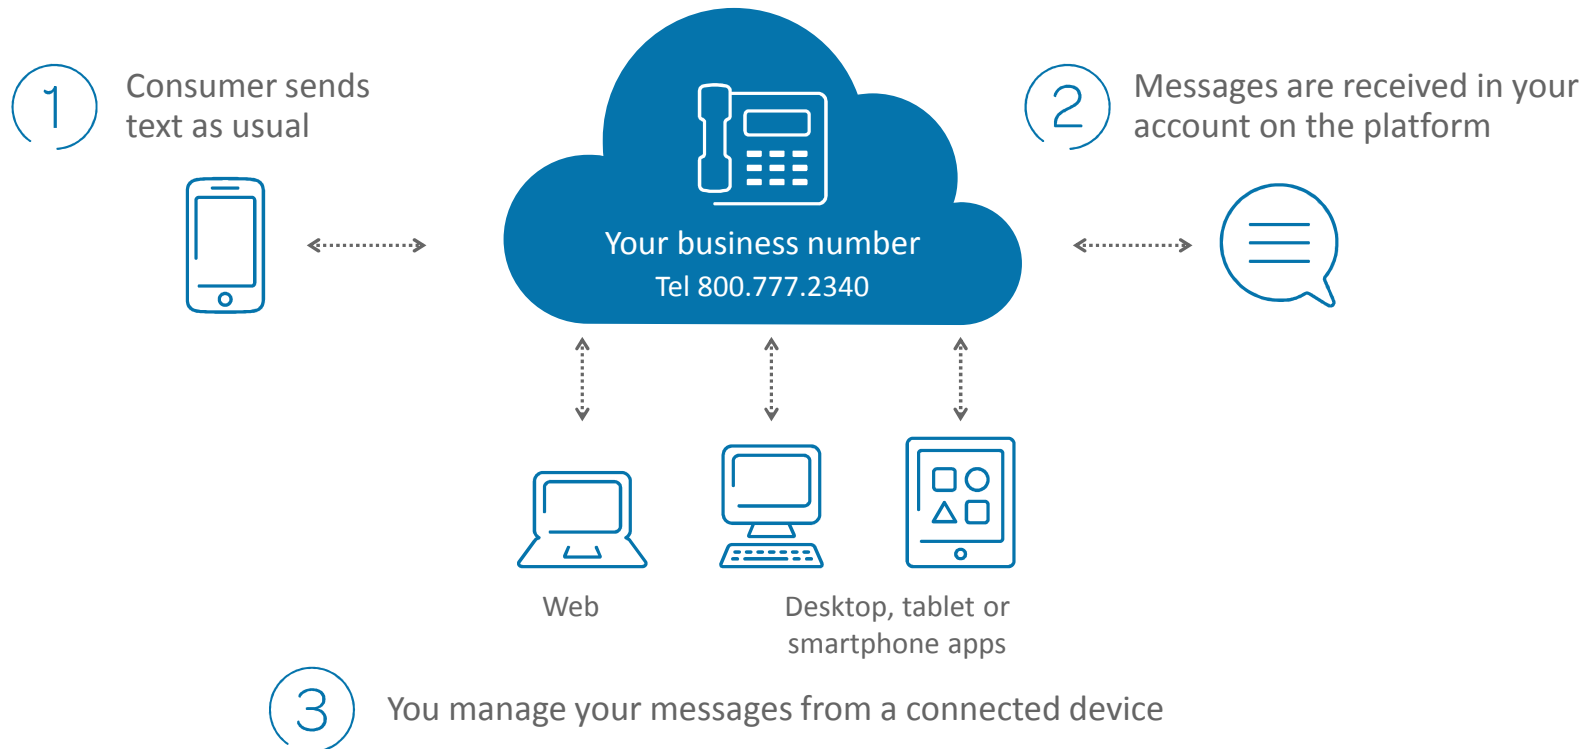 1
Consumer sends
text as usual
Your business number
Tel 800.777.2340
2
Messages are received in your
account on the platform
Web
Desktop, tablet or
smartphone apps
3
You manage your messages from a connected device